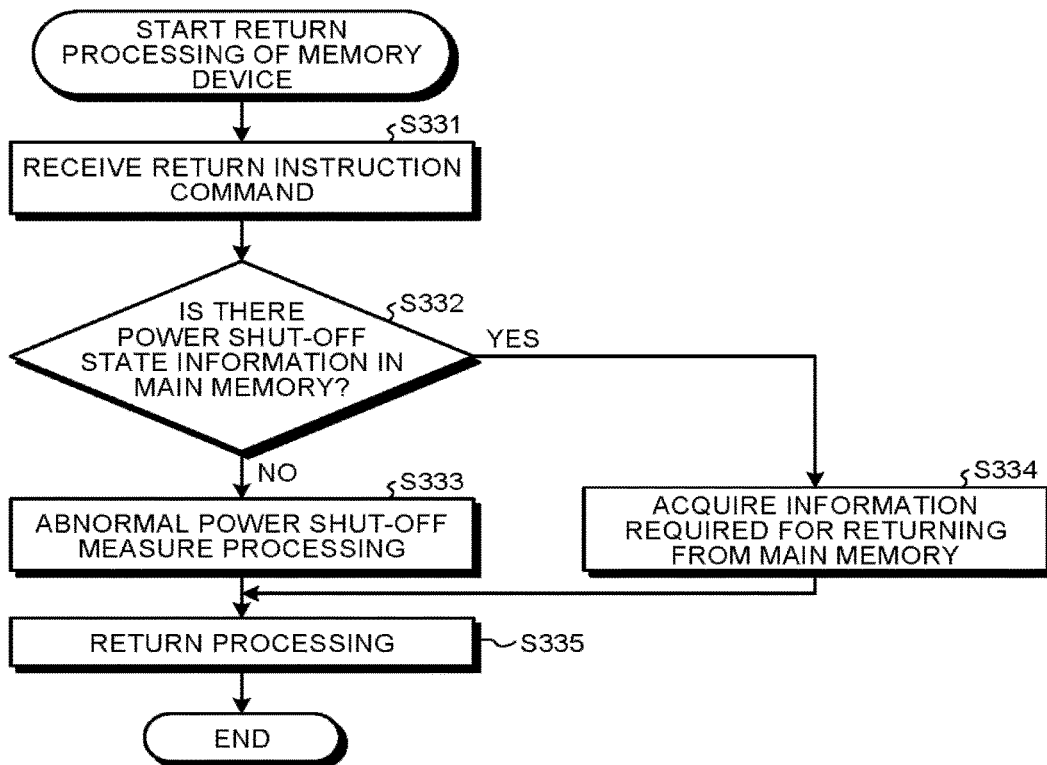 START RETURN
PROCESSING OF MEMORY
DEVICE
S331
RECEIVE RETURN INSTRUCTION
COMMAND
S332
IS THERE
POWER SHUT-OFF
STATE INFORMATION IN
MAIN MEMORY?
YES
NO
S333
ABNORMAL POWER SHUT-OFF
MEASURE PROCESSING
S334
ACQUIRE INFORMATION
REQUIRED FOR RETURNING
FROM MAIN MEMORY
RETURN PROCESSING
S335
END